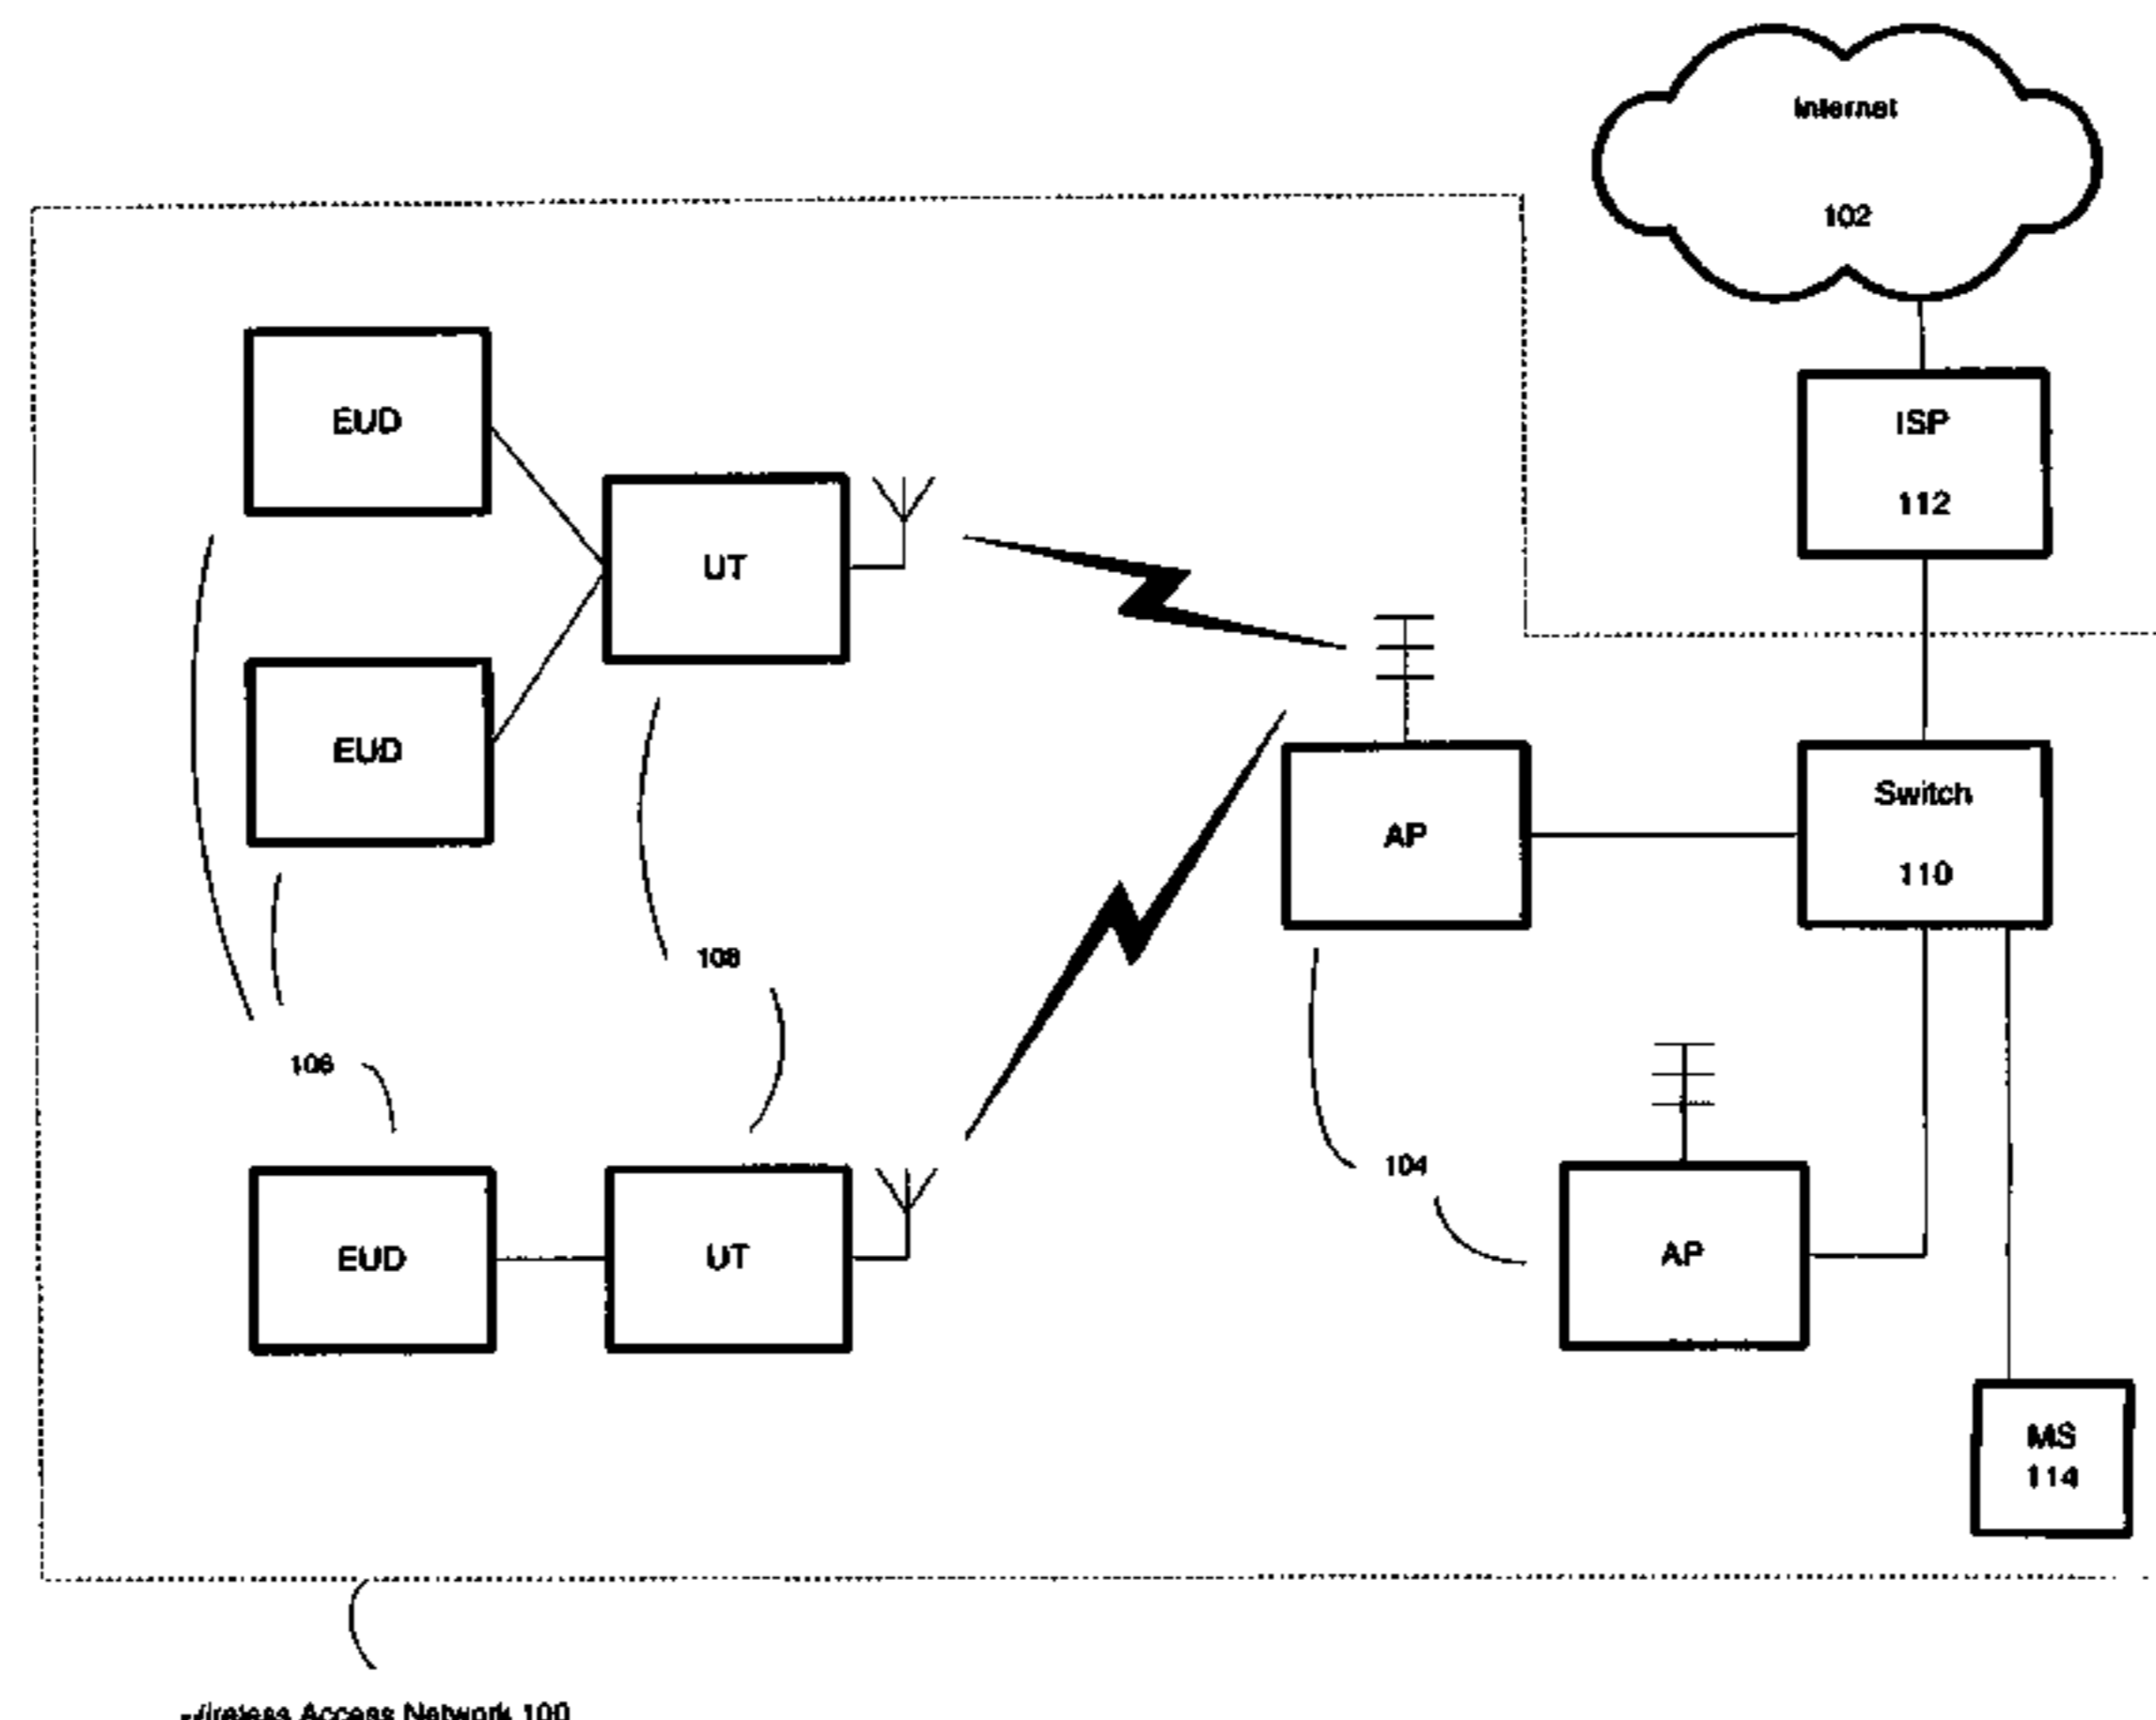 Internet
102
EUD
ISP
112
UT
EUD
Switch
110
AP
108
106
104
EUD
UT
AP
MS
114
Wireless Access Network 100